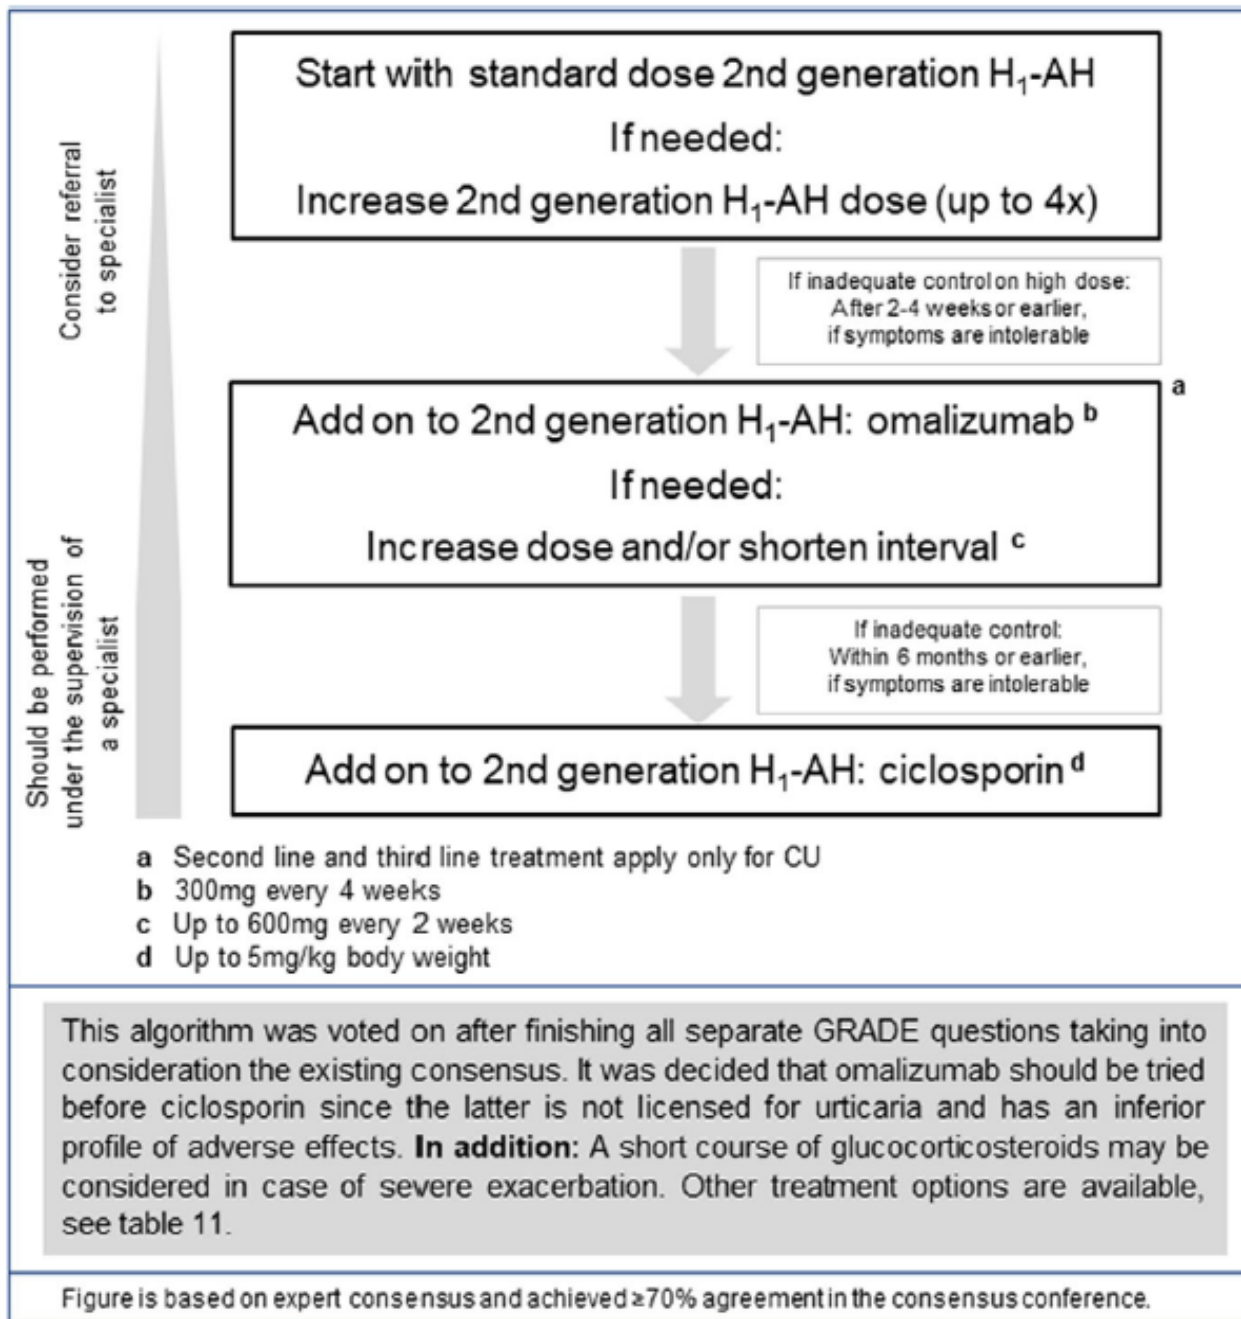 Start with standard dose 2nd generation H₁-AH
If needed:
Increase 2nd generation H₁-AH dose (up to 4x)
Consider referral
to specialist
If inadequate control on high dose:
After 2-4 weeks or earlier,
if symptoms are intolerable
a
Add on to 2nd generation H₁-AH: omalizumab b
If needed:
Increase dose and/or shorten interval c
Should be performed
under the supervision of
a specialist
If inadequate control:
Within 6 months or earlier,
if symptoms are intolerable
Add on to 2nd generation H₁-AH: ciclosporin d
a Second line and third line treatment apply only for CU
b 300mg every 4 weeks
c Up to 600mg every 2 weeks
d Up to 5mg/kg body weight
This algorithm was voted on after finishing all separate GRADE questions taking into
consideration the existing consensus. It was decided that omalizumab should be tried
before ciclosporin since the latter is not licensed for urticaria and has an inferior
profile of adverse effects. In addition: A short course of glucocorticosteroids may be
considered in case of severe exacerbation. Other treatment options are available,
see table 11.
Figure is based on expert consensus and achieved ≥70% agreement in the consensus conference.